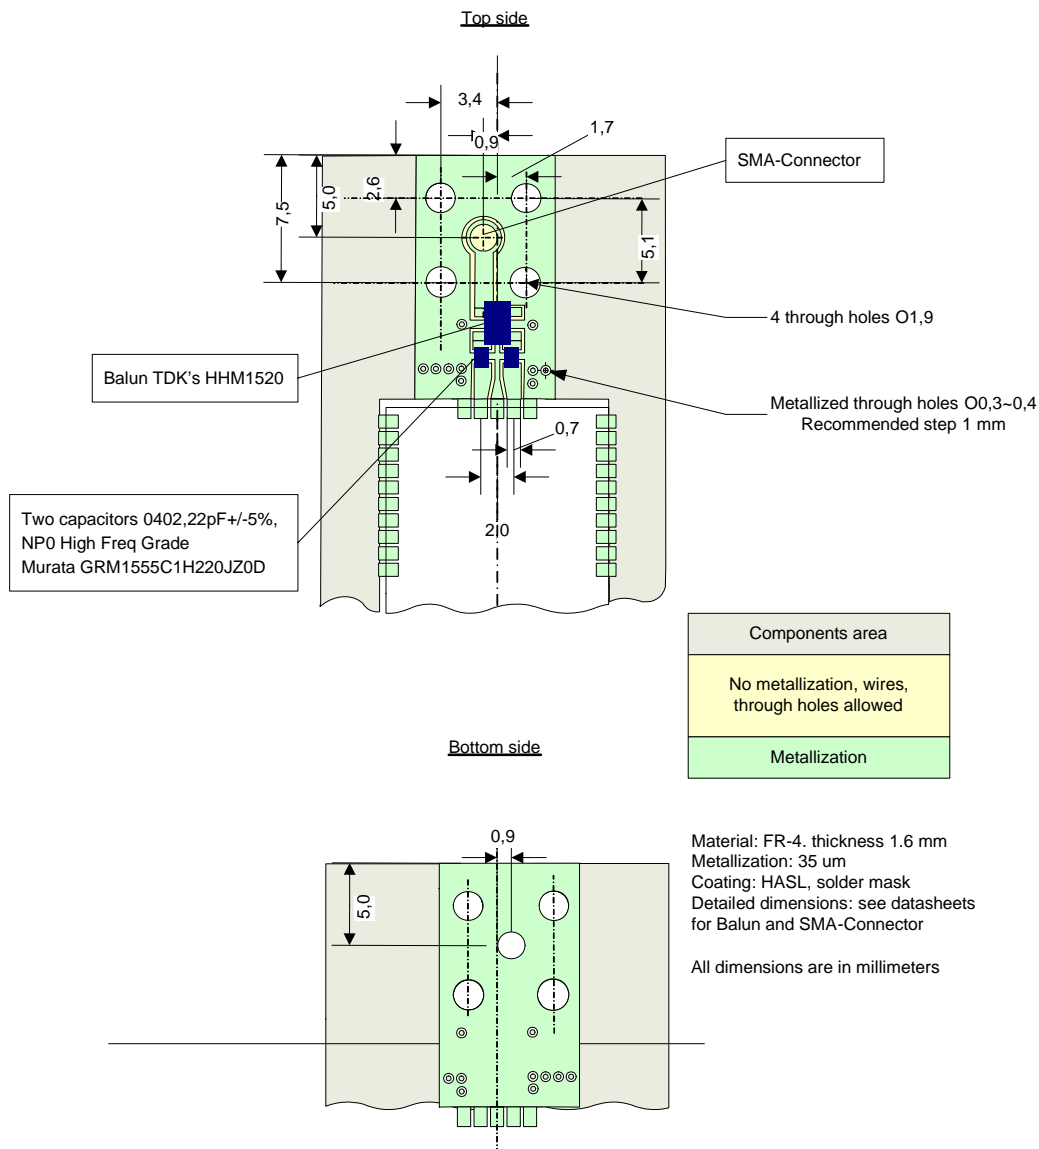 Top side
3,4
0,9
1,7
SMA-Connector
2,6
5,0
7,5
5,1
4 through holes O1,9
Balun TDK's HHM1520
Metallized through holes O0,3~0,4
Recommended step 1 mm
0,7
2,0
Two capacitors 0402,22pF+/-5%,
NP0 High Freq Grade
Murata GRM1555C1H220JZ0D
Components area
No metallization, wires,
through holes allowed
Metallization
Bottom side
0,9
5,0
Material: FR-4. thickness 1.6 mm
Metallization: 35 um
Coating: HASL, solder mask
Detailed dimensions: see datasheets
for Balun and SMA-Connector
All dimensions are in millimeters